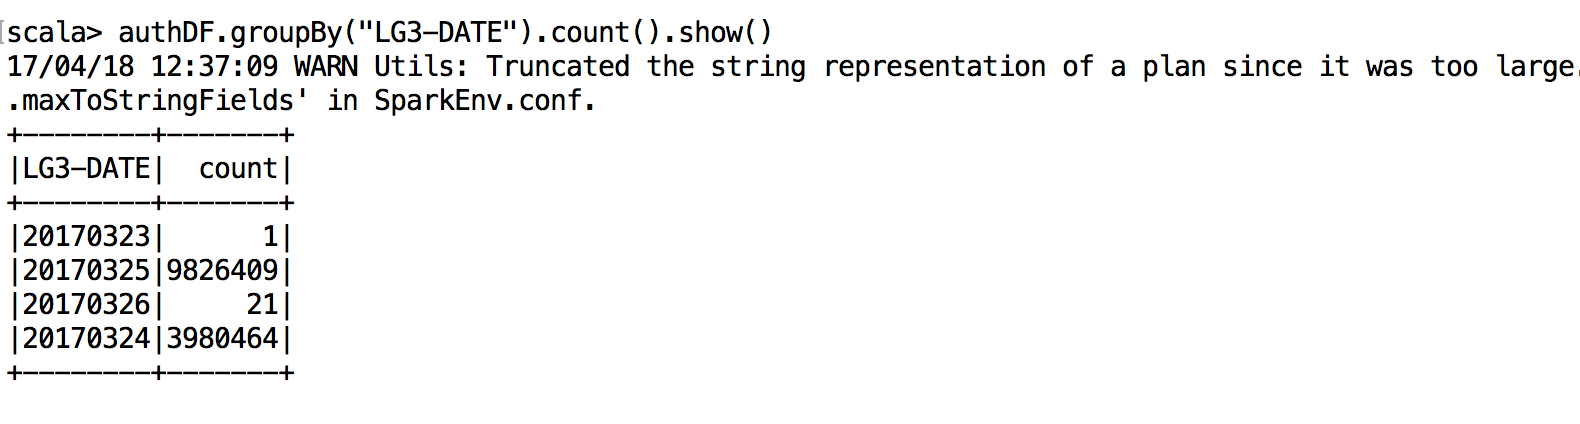 scala> authDF.groupBy("LG3-DATE").count().show()
17/04/18 12:37:09 WARN Utils: Truncated the string representation of a plan since it was too large.
.maxToStringFields' in SparkEnv.conf.
+--------+-------+
|LG3-DATE|  count|
+--------+-------+
|20170323|      1|
|20170325|9826409|
|20170326|     21|
|20170324|3980464|
+--------+-------+